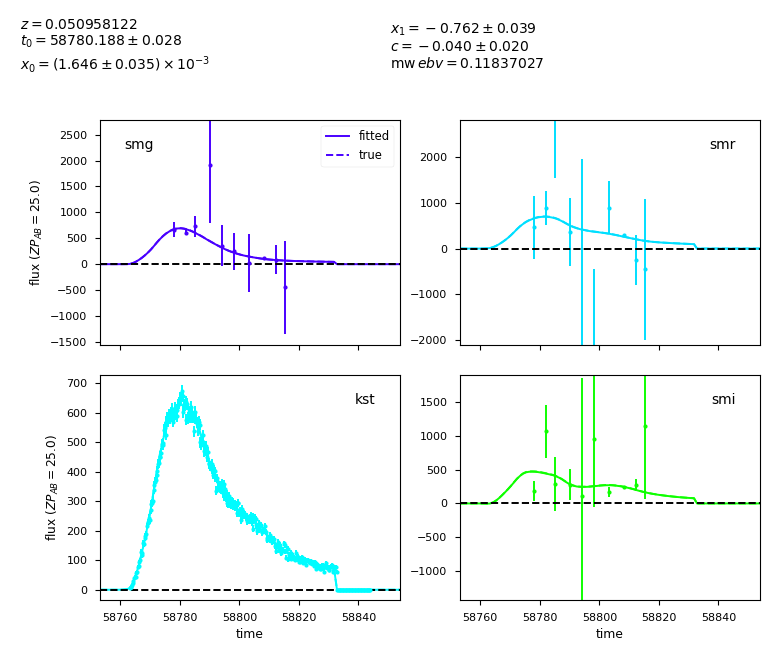 z = 0.050958122
t₀ = 58780.188 ± 0.028
x₀ = (1.646 ± 0.035) × 10⁻³
x₁ = −0.762 ± 0.039
c = −0.040 ± 0.020
mw ebv = 0.11837027
smg
fitted
true
2500
2000
1500
1000
500
0
−500
−1000
−1500
flux (ZP_AB = 25.0)
smr
2000
1000
0
−1000
−2000
kst
700
600
500
400
300
200
100
0
flux (ZP_AB = 25.0)
58760 58780 58800 58820 58840
time
smi
1500
1000
500
0
−500
−1000
58760 58780 58800 58820 58840
time